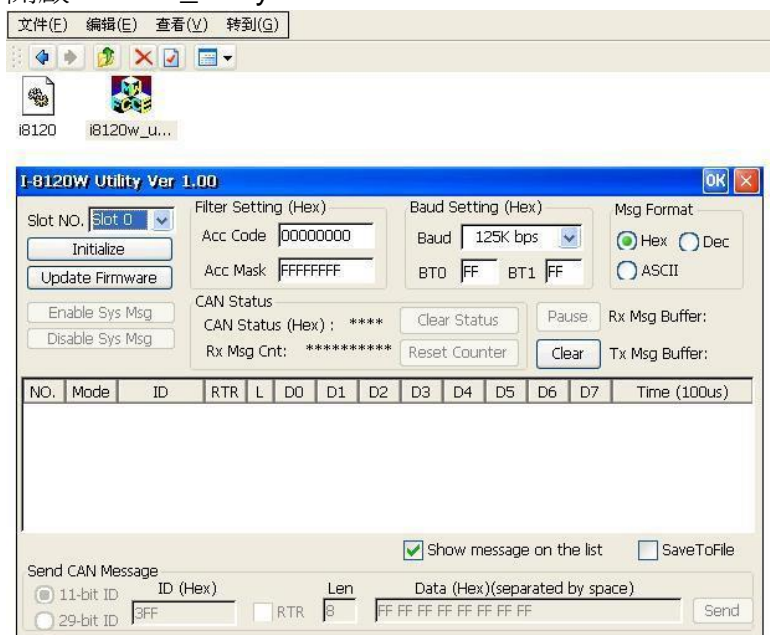 文件(F) 编辑(E) 查看(V) 转到(G)
i8120 i8120w_u...
I-8120W Utility Ver 1.00 OK
Slot NO. Slot 0
Initialize
Update Firmware
Enable Sys Msg
Disable Sys Msg
Filter Setting (Hex)
Acc Code 00000000
Acc Mask FFFFFFFF
Baud Setting (Hex)
Baud 125K bps
BT0 FF BT1 FF
Msg Format
Hex Dec
ASCII
CAN Status
CAN Status (Hex) : ****
Rx Msg Cnt: **********
Clear Status
Reset Counter
Pause
Clear
Rx Msg Buffer:
Tx Msg Buffer:
NO. Mode ID RTR L D0 D1 D2 D3 D4 D5 D6 D7 Time (100us)
Show message on the list SaveToFile
Send CAN Message
11-bit ID
29-bit ID
ID (Hex)
3FF
RTR
Len
8
Data (Hex)(separated by space)
FF FF FF FF FF FF FF FF
Send